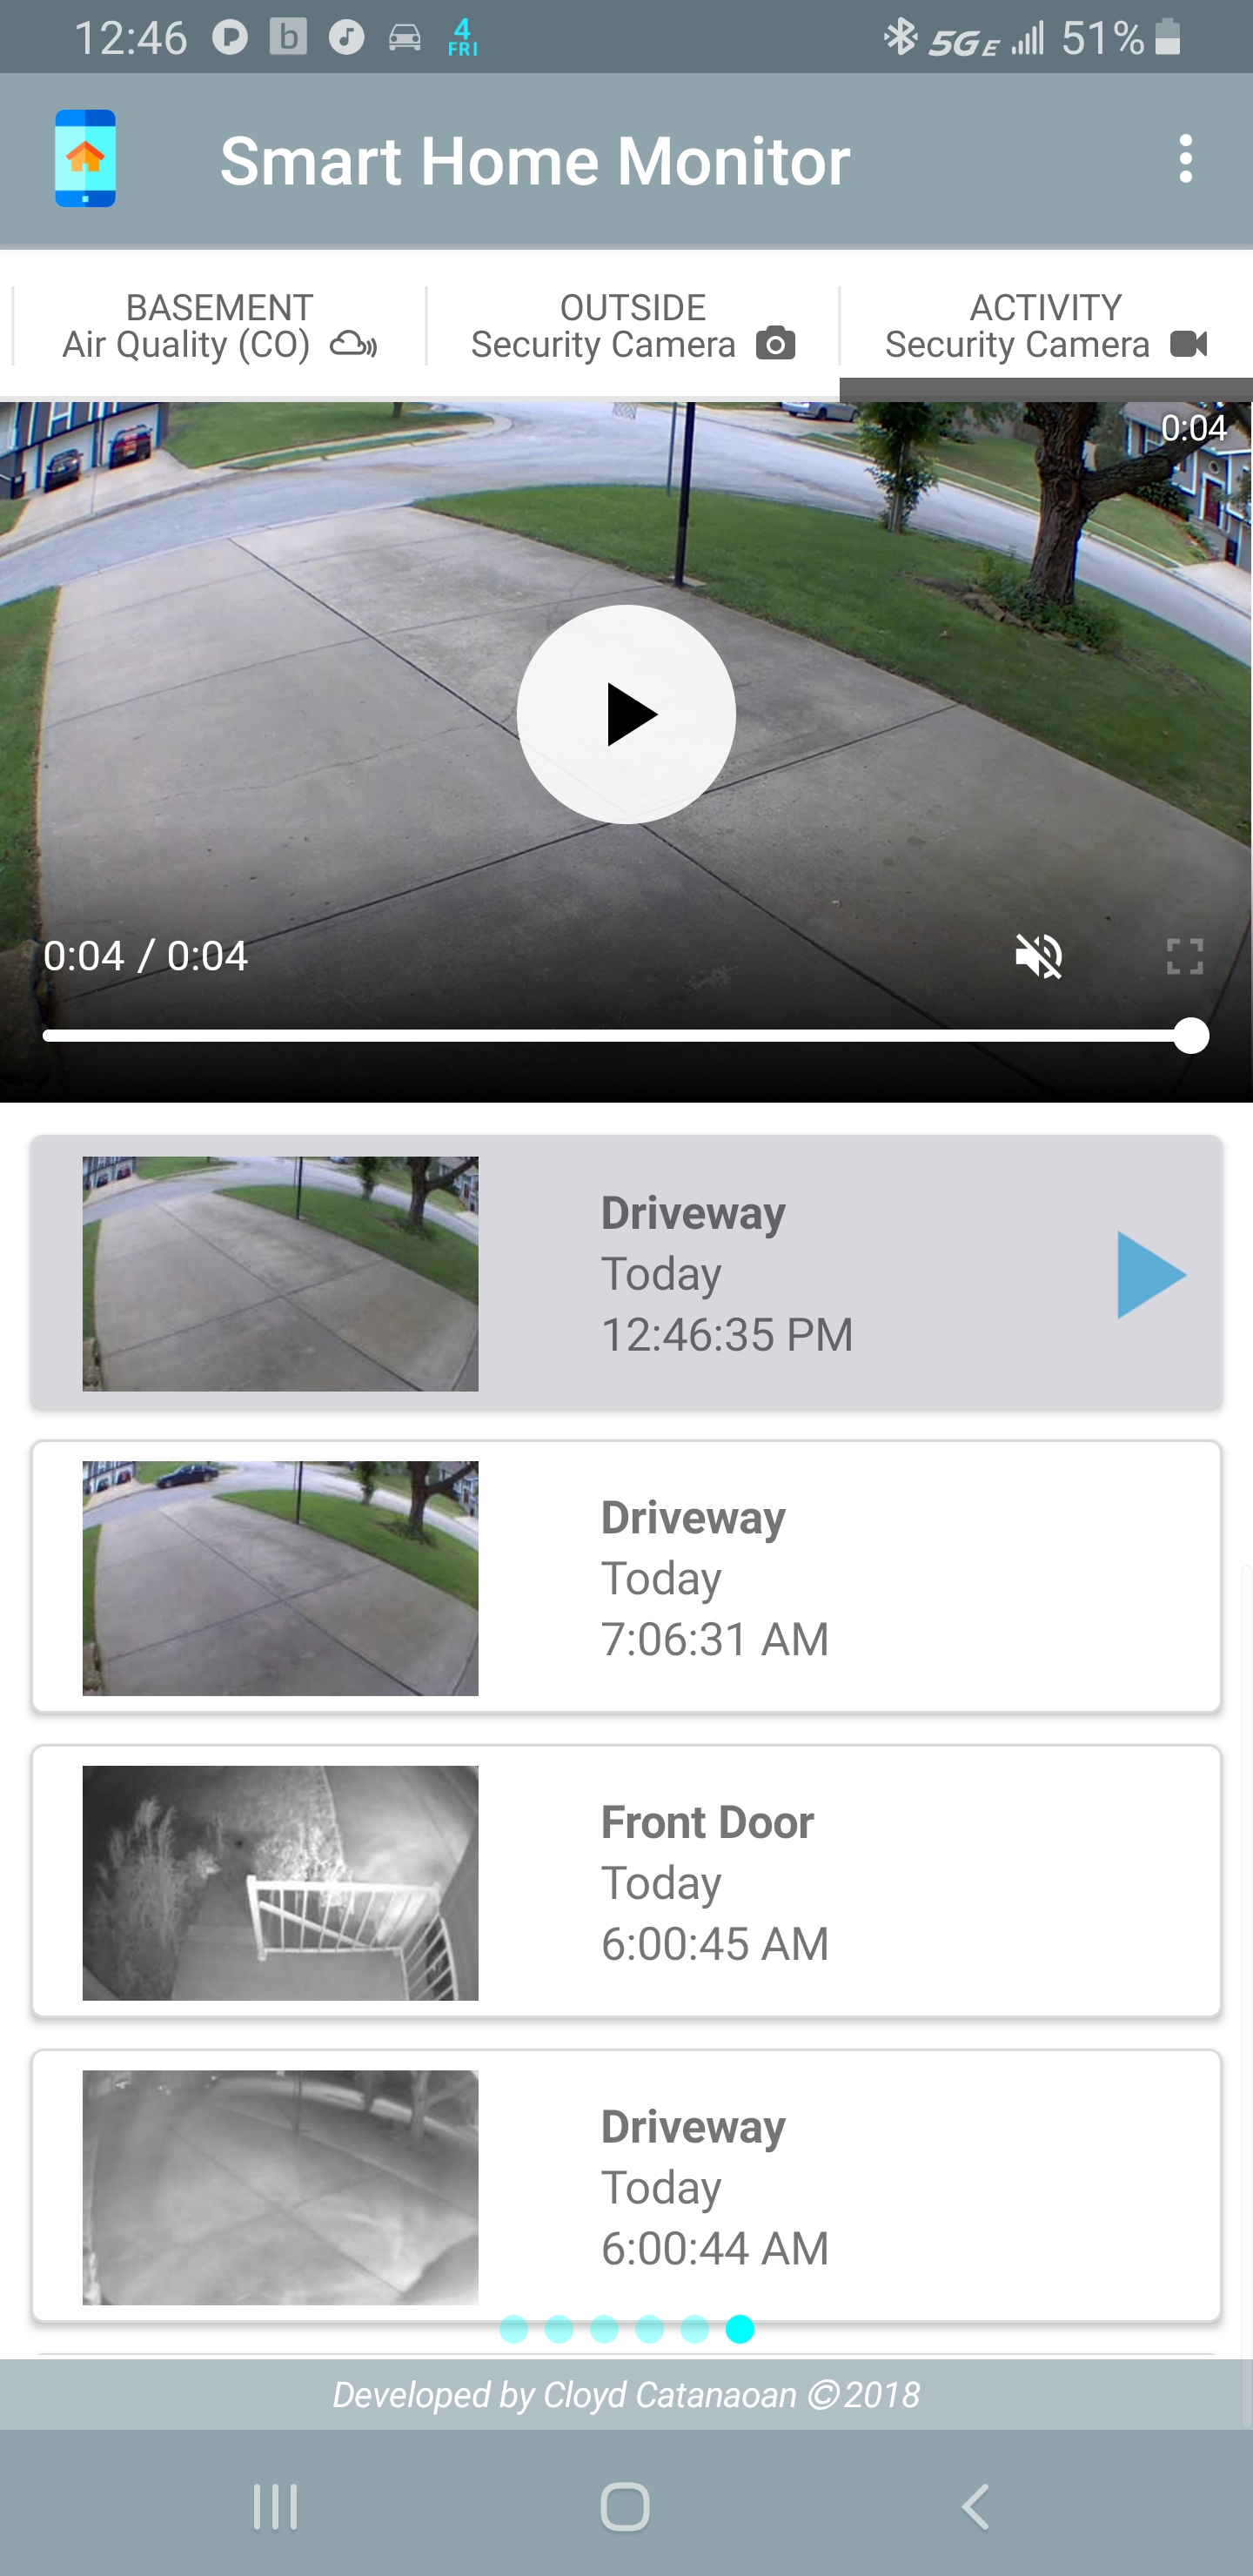 12:46 P b 4 FRI 5G E 51%
Smart Home Monitor
BASEMENT
Air Quality (CO)
OUTSIDE
Security Camera
ACTIVITY
Security Camera
0:04
0:04 / 0:04
Driveway
Today
12:46:35 PM
Driveway
Today
7:06:31 AM
Front Door
Today
6:00:45 AM
Driveway
Today
6:00:44 AM
Developed by Cloyd Catanaoan ©2018